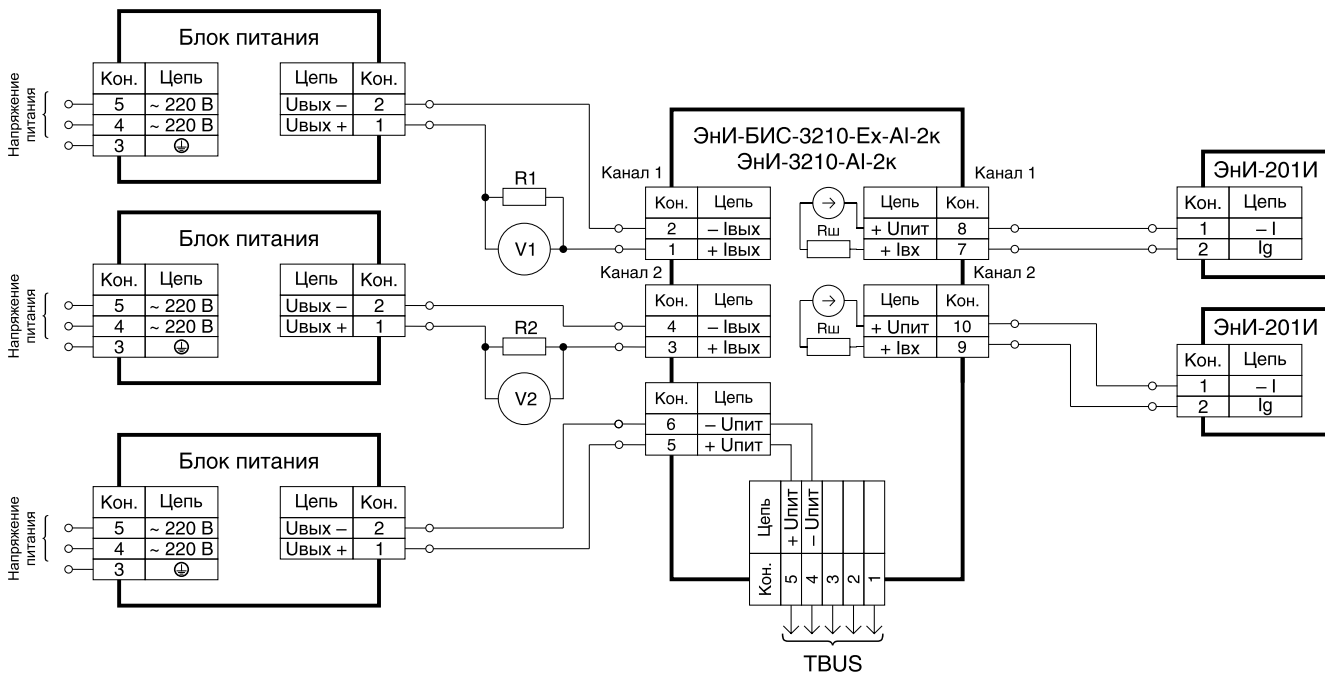 Блок питания
Напряжение
питания
Кон. Цепь
5 ~ 220 В
4 ~ 220 В
3
Цепь Кон.
Uвых – 2
Uвых + 1
R1
V1
Блок питания
Напряжение
питания
Кон. Цепь
5 ~ 220 В
4 ~ 220 В
3
Цепь Кон.
Uвых – 2
Uвых + 1
R2
V2
Блок питания
Напряжение
питания
Кон. Цепь
5 ~ 220 В
4 ~ 220 В
3
Цепь Кон.
Uвых – 2
Uвых + 1
ЭнИ-БИС-3210-Ex-AI-2к
ЭнИ-3210-AI-2к
Канал 1
Кон. Цепь
2 – Iвых
1 + Iвых
Канал 2
Кон. Цепь
4 – Iвых
3 + Iвых
Кон. Цепь
6 – Uпит
5 + Uпит
Канал 1
Rш
Цепь Кон.
+ Uпит 8
+ Iвх 7
Канал 2
Rш
Цепь Кон.
+ Uпит 10
+ Iвх 9
Цепь + Uпит – Uпит
Кон. 5 4 3 2 1
TBUS
ЭнИ-201И
Кон. Цепь
1 – I
2 Ig
ЭнИ-201И
Кон. Цепь
1 – I
2 Ig